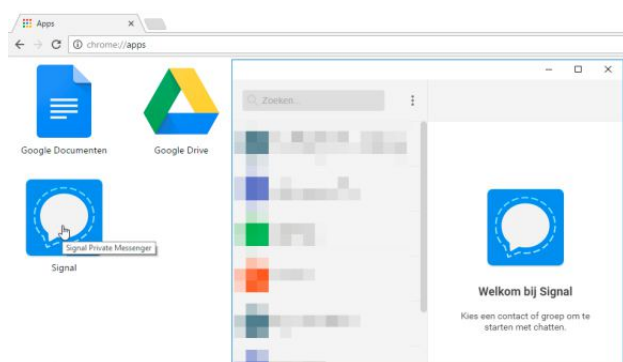 Apps
chrome://apps
Google Documenten
Google Drive
Signal Private Messenger
Signal
Zoeken...
Welkom bij Signal
Kies een contact of groep om te
starten met chatten.